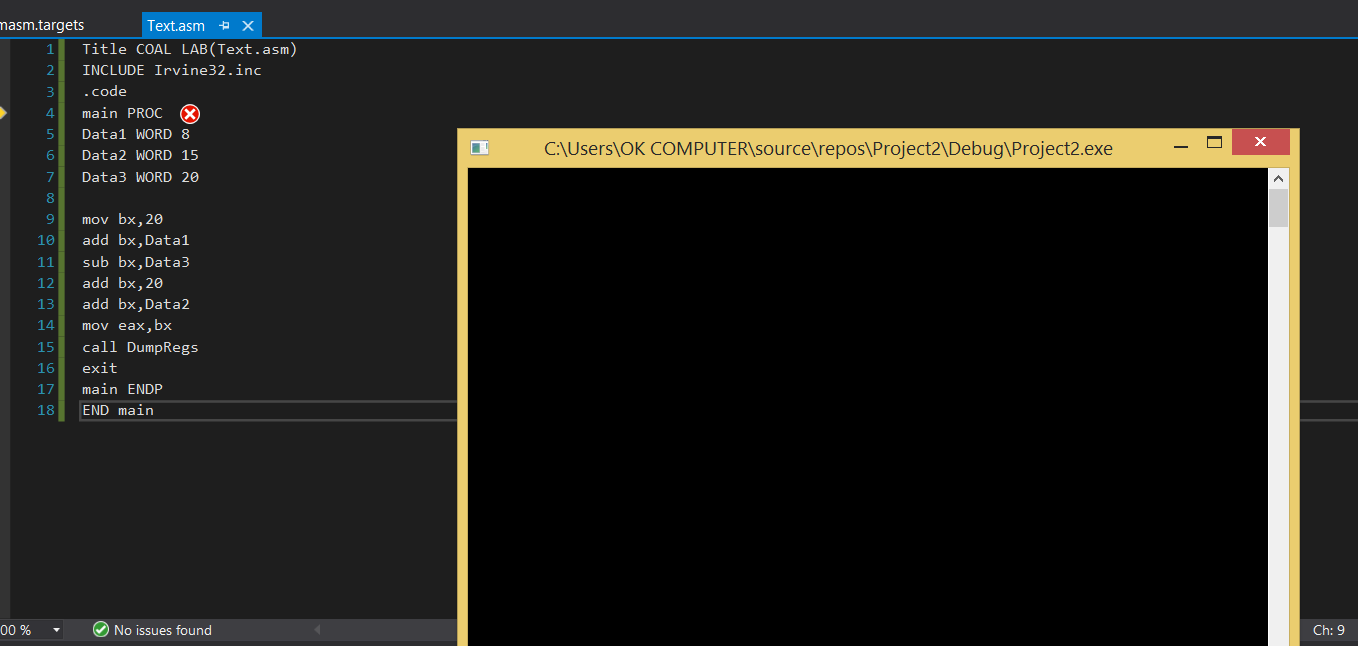 masm.targets
Text.asm
1 Title COAL LAB(Text.asm)
2 INCLUDE Irvine32.inc
3 .code
4 main PROC
5 Data1 WORD 8
6 Data2 WORD 15
7 Data3 WORD 20
8
9 mov bx,20
10 add bx,Data1
11 sub bx,Data3
12 add bx,20
13 add bx,Data2
14 mov eax,bx
15 call DumpRegs
16 exit
17 main ENDP
18 END main
C:\Users\OK COMPUTER\source\repos\Project2\Debug\Project2.exe
00 %
No issues found
Ch: 9